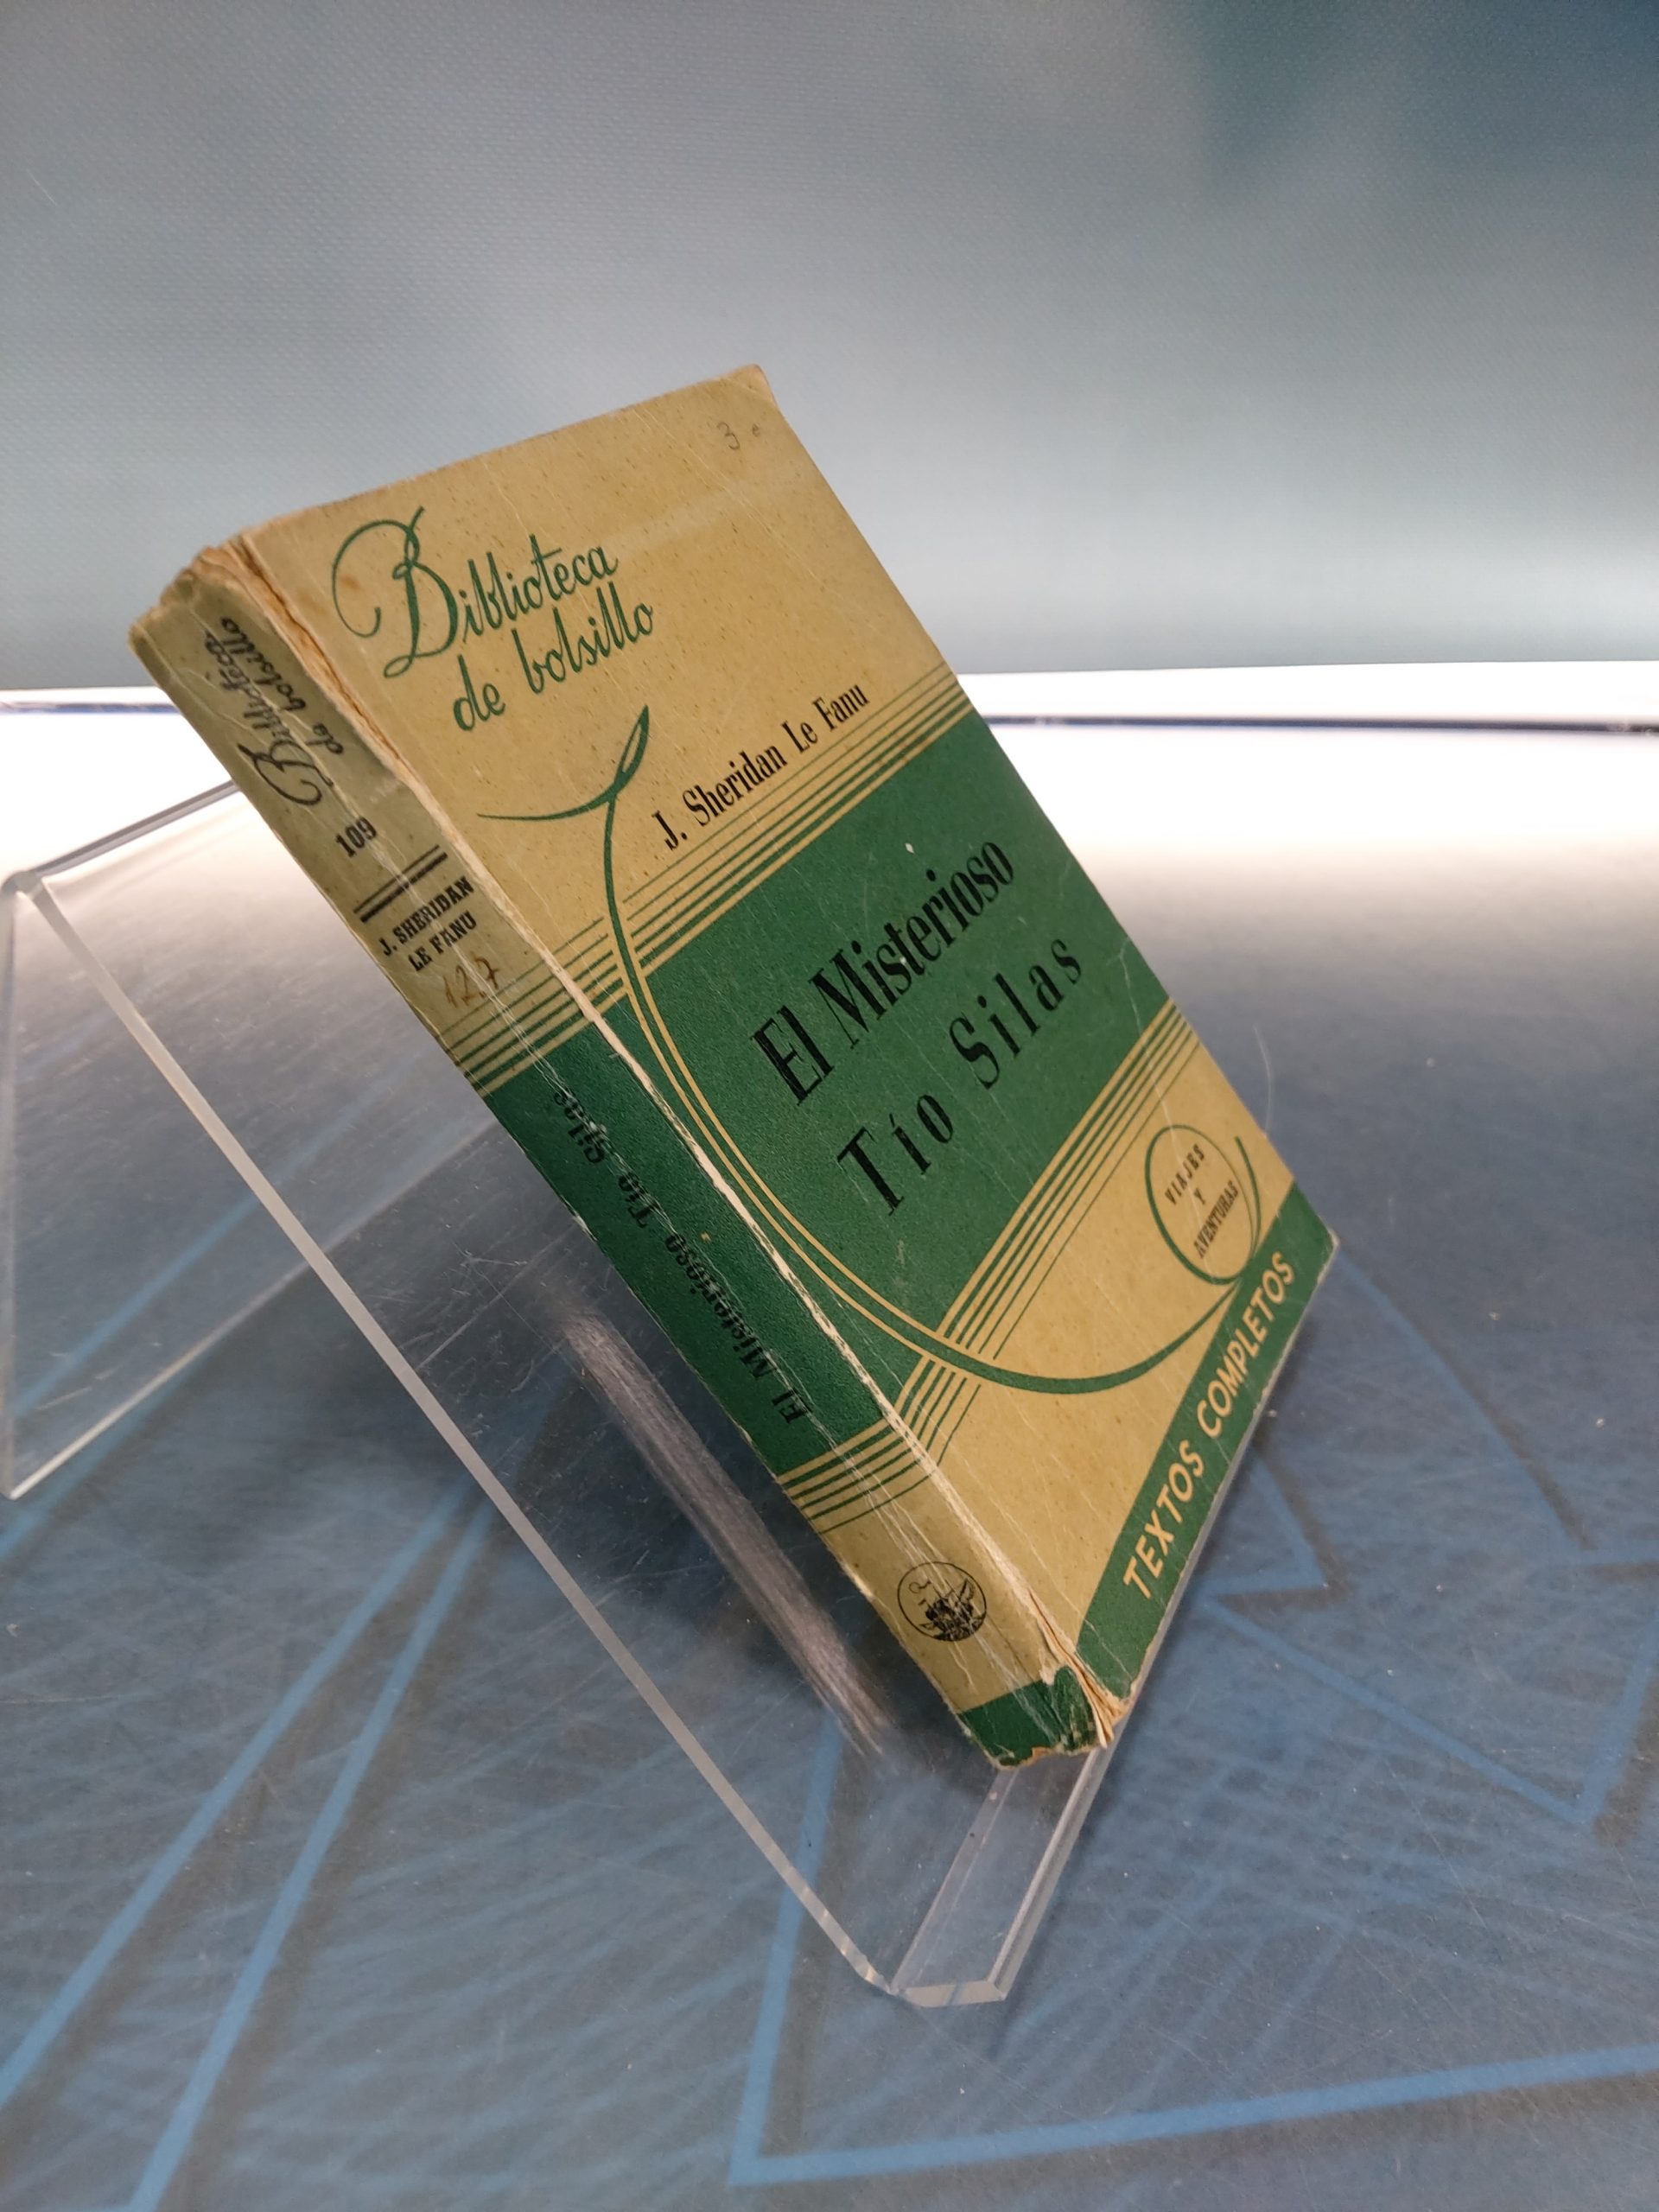 3 e
Biblioteca
de bolsillo
J. Sheridan Le Fanu
El Misterioso
Tío Silas
VIAJES
Y
AVENTURAS
TEXTOS COMPLETOS
Biblioteca
de bolsillo
109
J. SHERIDAN
LE FANU
127
El Misterioso Tío Silas